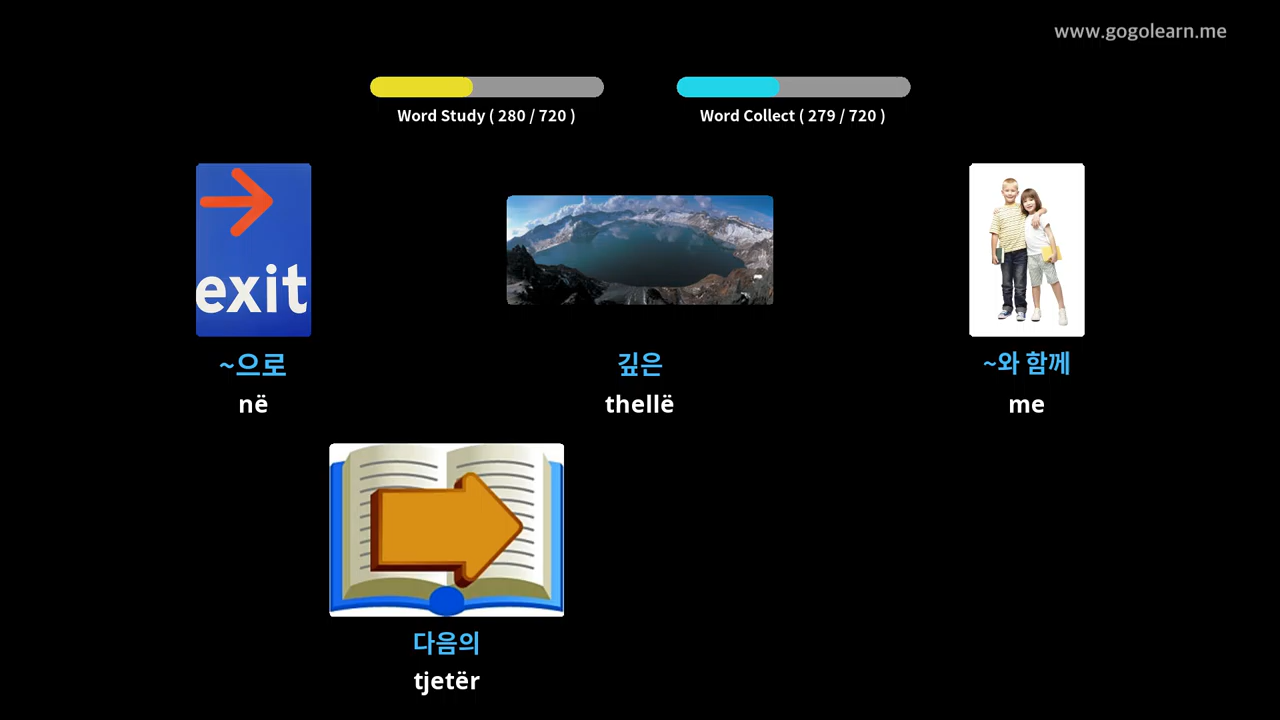 www.gogolearn.me
Word Study ( 280 / 720 )
Word Collect ( 279 / 720 )
exit
~으로
në
깊은
thellë
~와 함께
me
다음의
tjetër